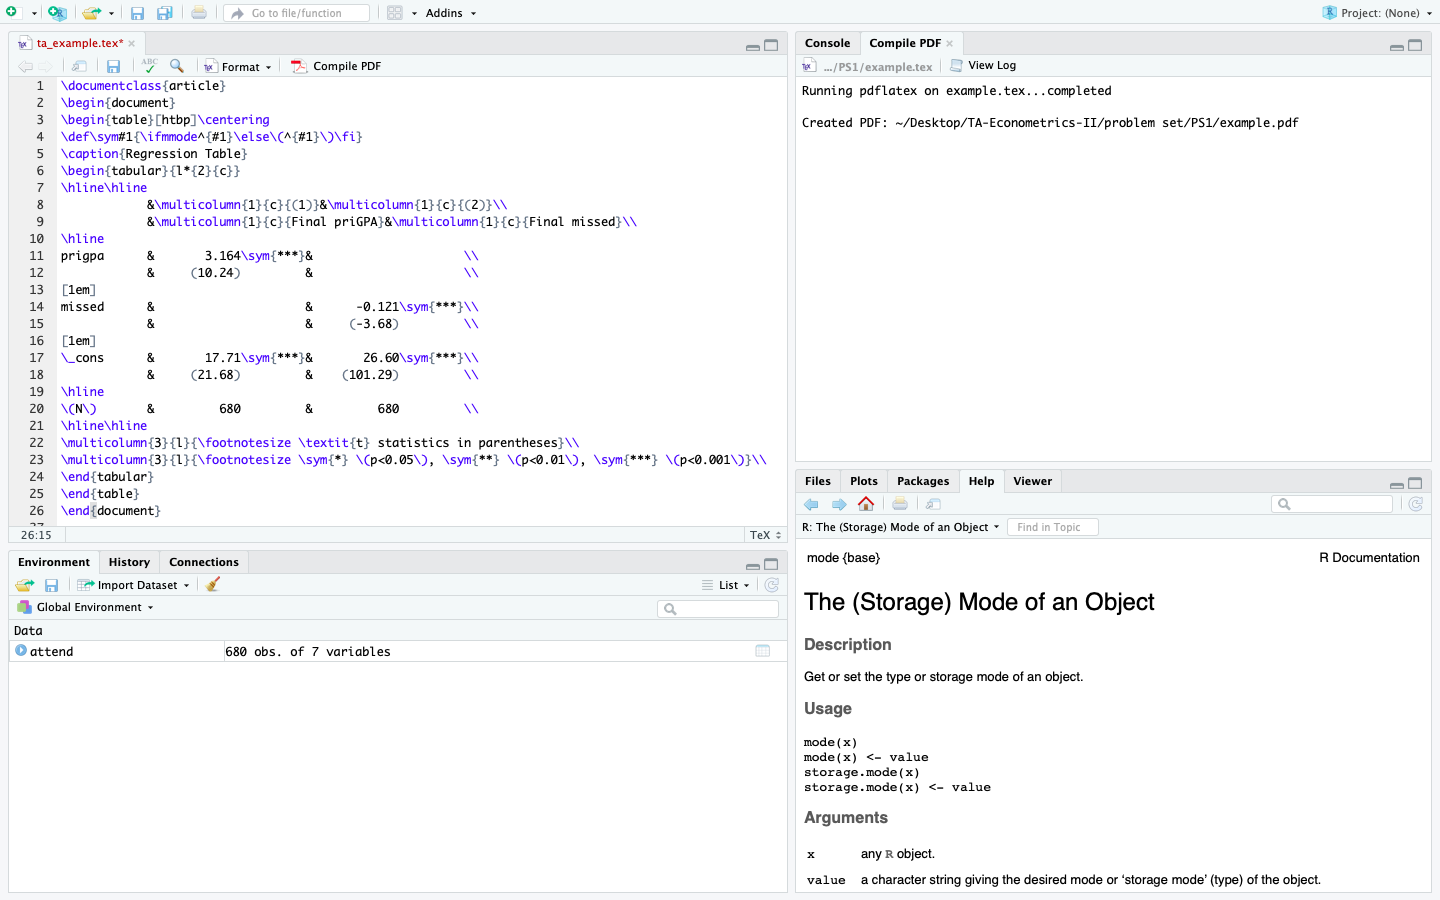 Go to file/function
Addins
Project: (None)
ta_example.tex*
ABC
Format
Compile PDF
1 \documentclass{article}
2 \begin{document}
3 \begin{table}[htbp]\centering
4 \def\sym#1{\ifmmode^{#1}\else\(^{#1}\)\fi}
5 \caption{Regression Table}
6 \begin{tabular}{l*{2}{c}}
7 \hline\hline
8 &\multicolumn{1}{c}{(1)}&\multicolumn{1}{c}{(2)}\\
9 &\multicolumn{1}{c}{Final priGPA}&\multicolumn{1}{c}{Final missed}\\
10 \hline
11 prigpa & 3.164\sym{***}& \\
12 & (10.24) & \\
13 [1em]
14 missed & & -0.121\sym{***}\\
15 & & (-3.68) \\
16 [1em]
17 \_cons & 17.71\sym{***}& 26.60\sym{***}\\
18 & (21.68) & (101.29) \\
19 \hline
20 \(N\) & 680 & 680 \\
21 \hline\hline
22 \multicolumn{3}{l}{\footnotesize \textit{t} statistics in parentheses}\\
23 \multicolumn{3}{l}{\footnotesize \sym{*} \(p<0.05\), \sym{**} \(p<0.01\), \sym{***} \(p<0.001\)}\\
24 \end{tabular}
25 \end{table}
26 \end{document}
26:15
TeX
Environment History Connections
Import Dataset
List
Global Environment
Data
attend 680 obs. of 7 variables
Console Compile PDF
.../PS1/example.tex View Log
Running pdflatex on example.tex...completed
Created PDF: ~/Desktop/TA-Econometrics-II/problem set/PS1/example.pdf
Files Plots Packages Help Viewer
R: The (Storage) Mode of an Object
Find in Topic
mode {base} R Documentation
The (Storage) Mode of an Object
Description
Get or set the type or storage mode of an object.
Usage
mode(x)
mode(x) <- value
storage.mode(x)
storage.mode(x) <- value
Arguments
x any R object.
value a character string giving the desired mode or ‘storage mode’ (type) of the object.